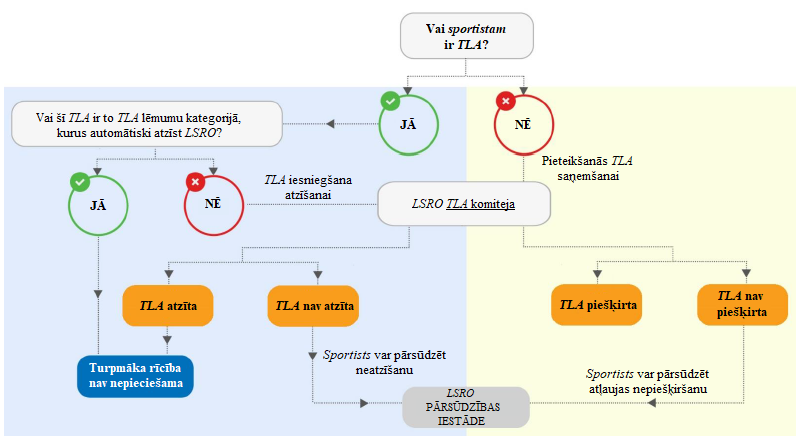 Vai sportistam
ir TLA?
JĀ
NĒ
Vai šī TLA ir to TLA lēmumu kategorijā,
kurus automātiski atzīst LSRO?
JĀ
NĒ
TLA iesniegšana
atzīšanai
Pieteikšanās TLA
saņemšanai
LSRO TLA komiteja
TLA atzīta
TLA nav atzīta
TLA piešķirta
TLA nav
piešķirta
Turpmāka rīcība
nav nepieciešama
Sportists var pārsūdzēt
neatzīšanu
Sportists var pārsūdzēt
atļaujas nepiešķiršanu
LSRO
PĀRSŪDZĪBAS
IESTĀDE